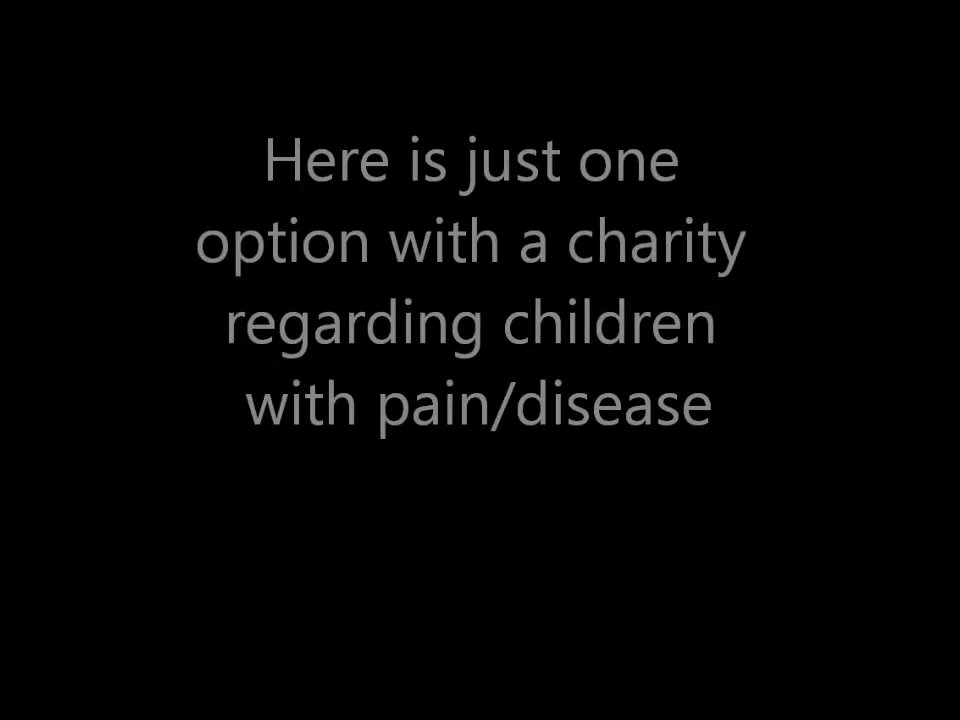 Here is just one
option with a charity
regarding children
with pain/disease